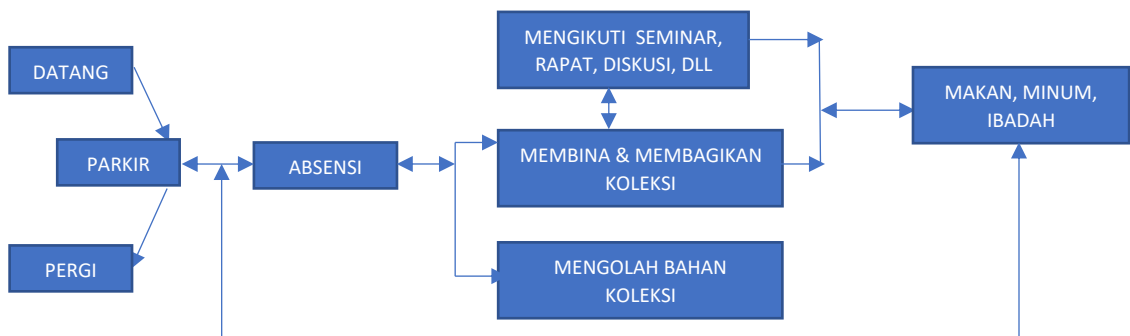 DATANG
PARKIR
PERGI
ABSENSI
MENGIKUTI SEMINAR,
RAPAT, DISKUSI, DLL
MEMBINA & MEMBAGIKAN
KOLEKSI
MENGOLAH BAHAN
KOLEKSI
MAKAN, MINUM,
IBADAH